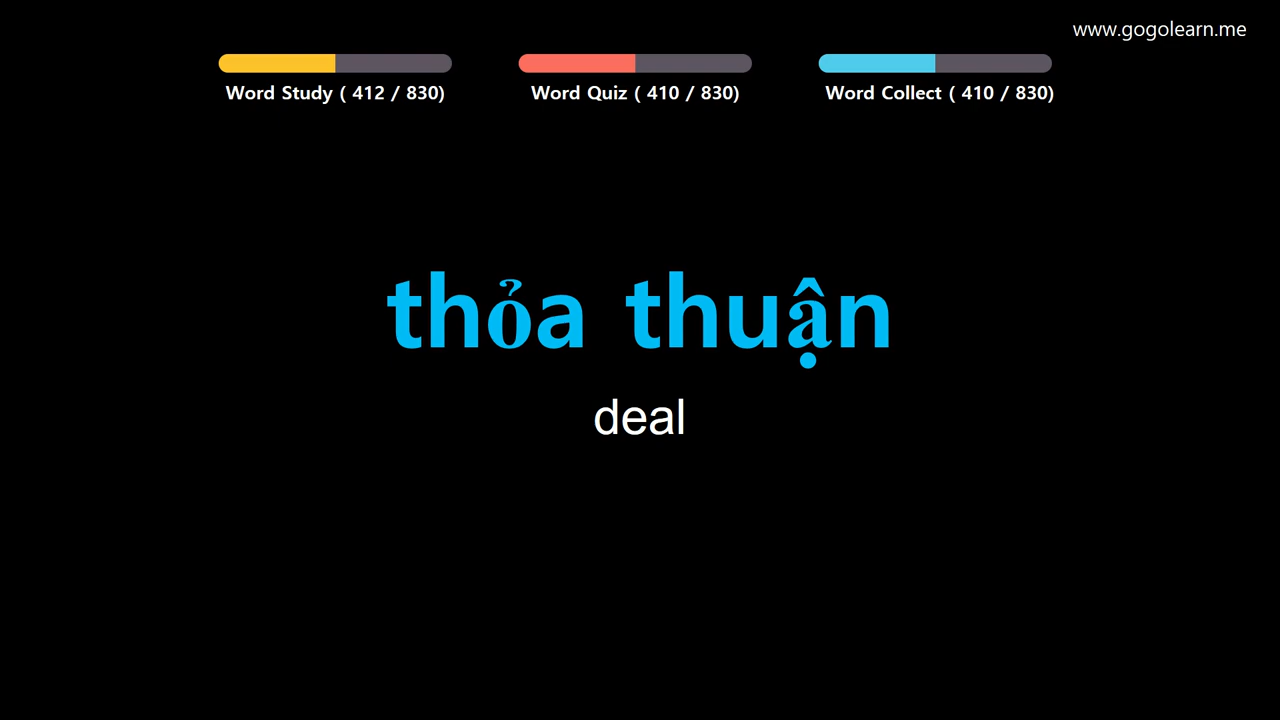 www.gogolearn.me
Word Study ( 412 / 830)
Word Quiz ( 410 / 830)
Word Collect ( 410 / 830)
thỏa thuận
deal